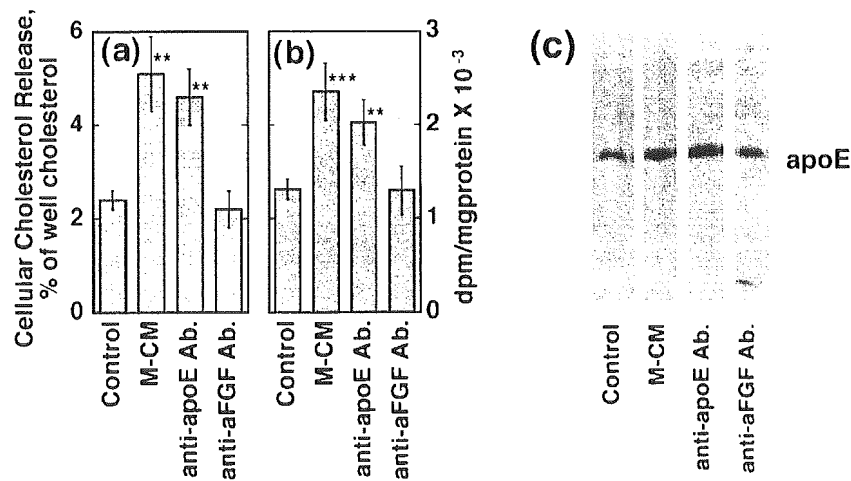 Cellular Cholesterol Release,
% of well cholesterol
6
4
2
0
(a)
**
**
Control
M-CM
anti-apoE Ab.
anti-aFGF Ab.
(b)
***
**
3
2
1
0
dpm/mgprotein X 10⁻³
Control
M-CM
anti-apoE Ab.
anti-aFGF Ab.
(c)
apoE
Control
M-CM
anti-apoE Ab.
anti-aFGF Ab.